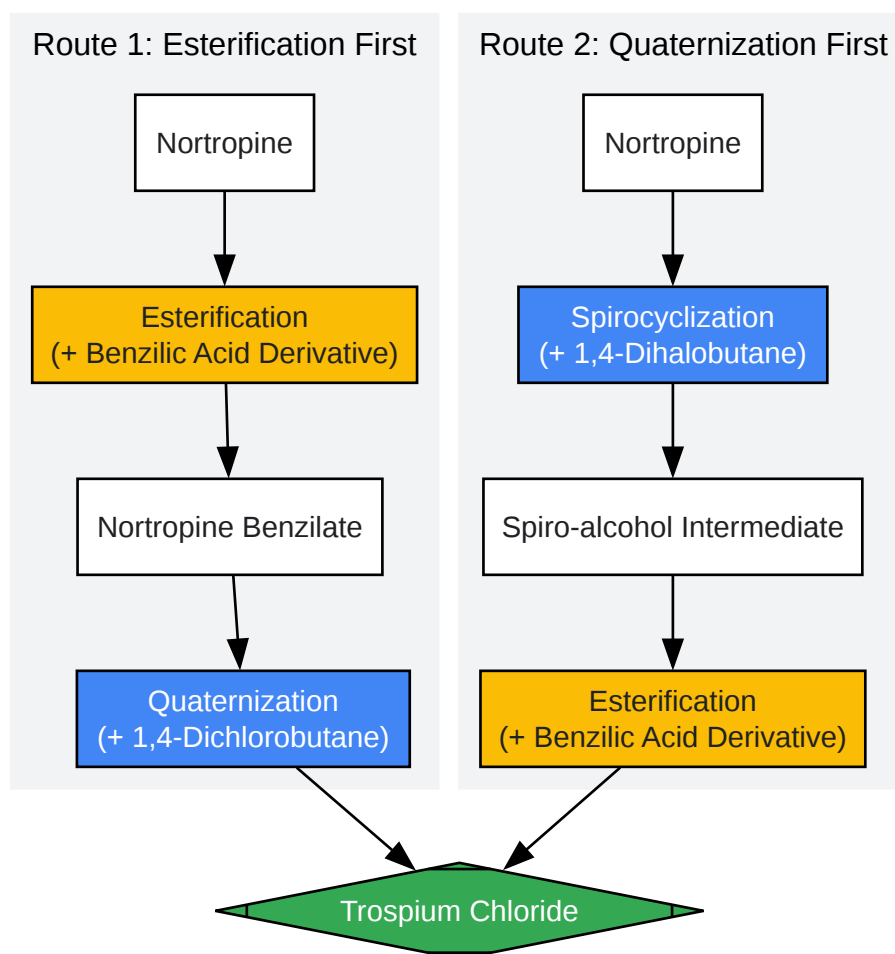 Route 1: Esterification First
Nortropine
Esterification
(+ Benzilic Acid Derivative)
Nortropine Benzilate
Quaternization
(+ 1,4-Dichlorobutane)
Route 2: Quaternization First
Nortropine
Spirocyclization
(+ 1,4-Dihalobutane)
Spiro-alcohol Intermediate
Esterification
(+ Benzilic Acid Derivative)
Trospium Chloride